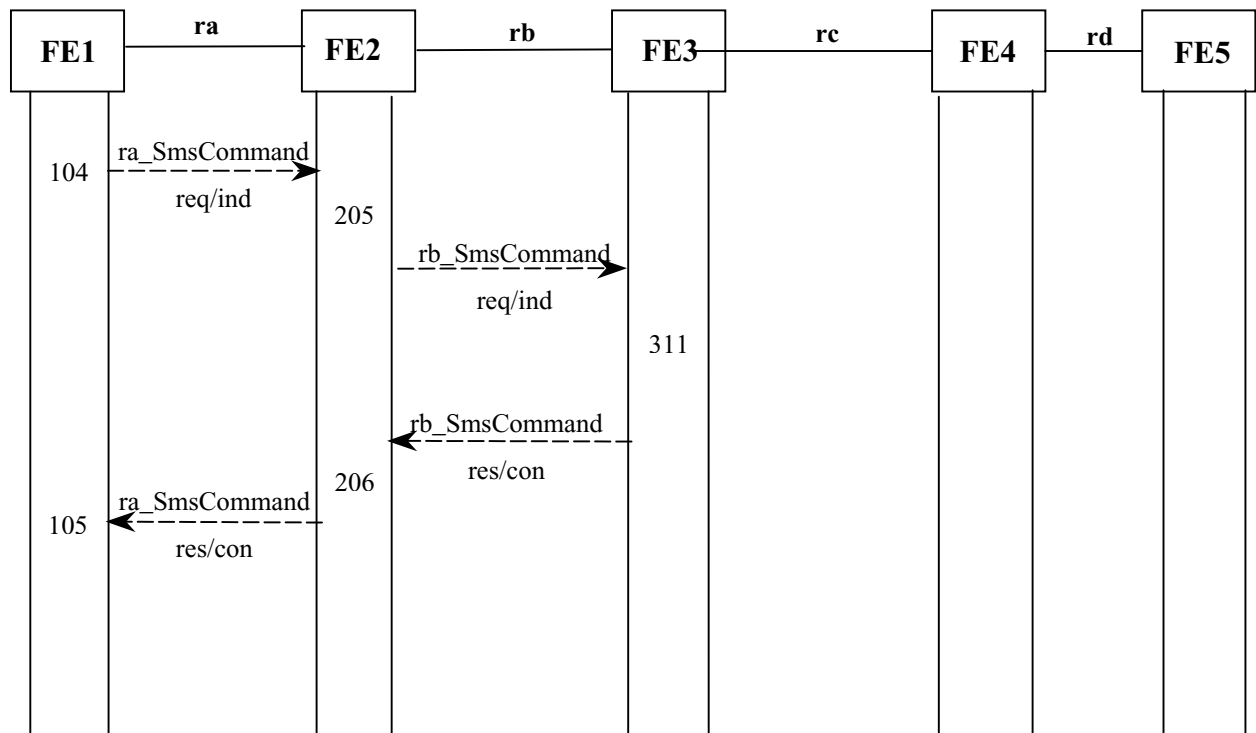 ra
rb
rc
rd
FE1
FE2
FE3
FE4
FE5
104
ra_SmsCommand
req/ind
205
rb_SmsCommand
req/ind
311
rb_SmsCommand
res/con
206
ra_SmsCommand
105
res/con